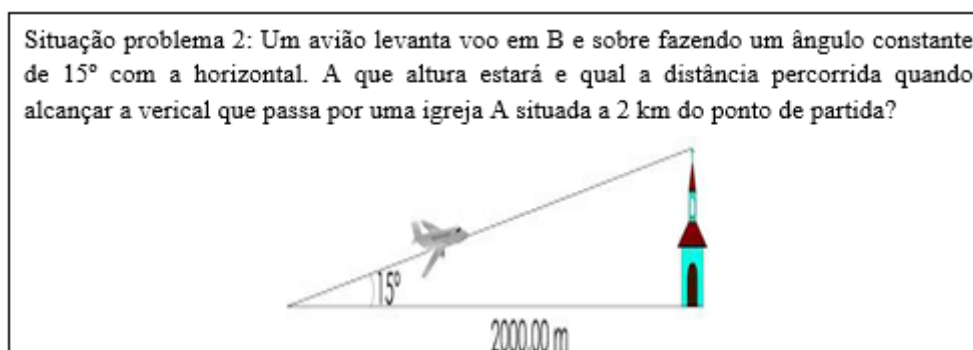 Situação problema 2: Um avião levanta voo em B e sobre fazendo um ângulo constante
de 15º com a horizontal. A que altura estará e qual a distância percorrida quando
alcançar a verical que passa por uma igreja A situada a 2 km do ponto de partida?
15º
2000.00 m